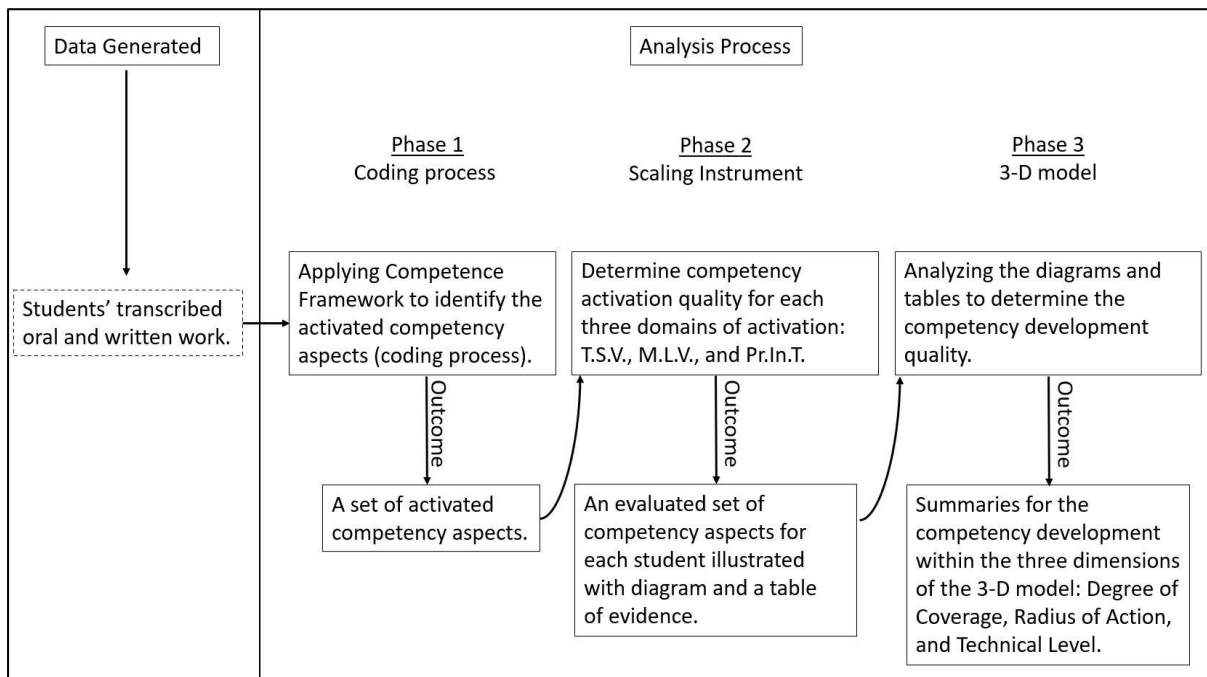 Data Generated
Analysis Process
Phase 1
Coding process
Phase 2
Scaling Instrument
Phase 3
3-D model
Students’ transcribed
oral and written work.
Applying Competence
Framework to identify the
activated competency
aspects (coding process).
Determine competency
activation quality for each
three domains of activation:
T.S.V., M.L.V., and Pr.In.T.
Analyzing the diagrams and
tables to determine the
competency development
quality.
Outcome
Outcome
Outcome
A set of activated
competency aspects.
An evaluated set of
competency aspects for
each student illustrated
with diagram and a table
of evidence.
Summaries for the
competency development
within the three dimensions
of the 3-D model: Degree of
Coverage, Radius of Action,
and Technical Level.